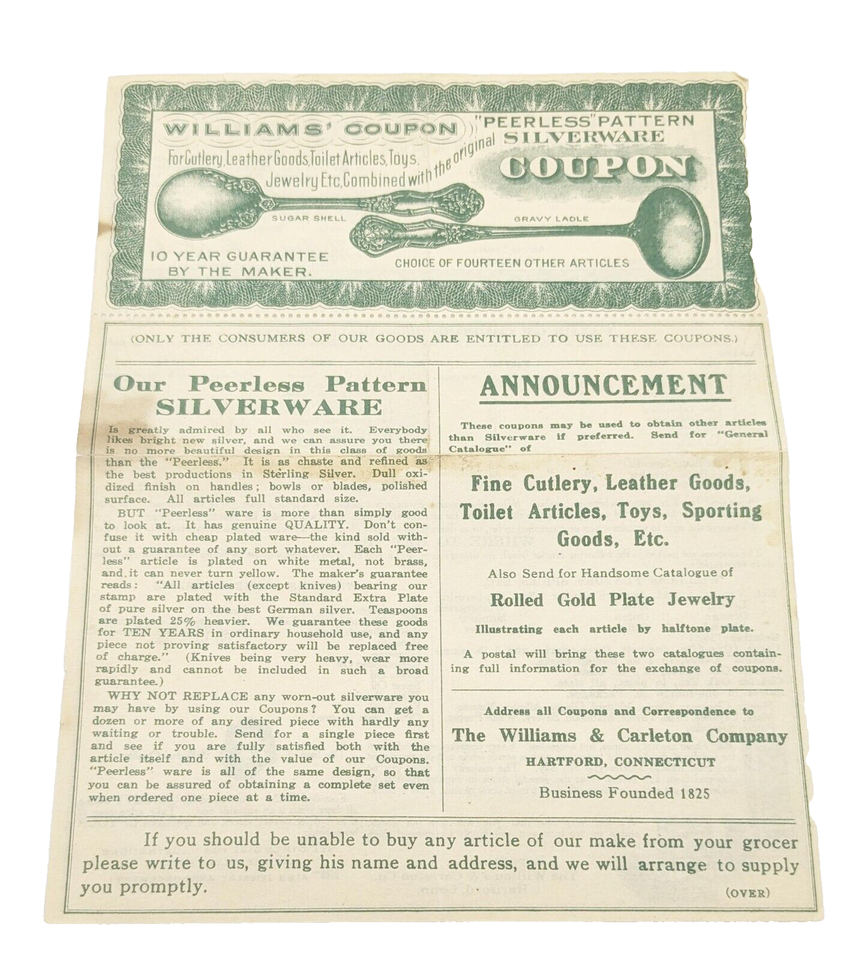 WILLIAMS' COUPON
"PEERLESS" PATTERN
SILVERWARE
COUPON
For Cutlery, Leather Goods, Toilet Articles, Toys,
Jewelry Etc, Combined with the original
SUGAR SHELL
GRAVY LADLE
10 YEAR GUARANTEE
BY THE MAKER.
CHOICE OF FOURTEEN OTHER ARTICLES
(ONLY THE CONSUMERS OF OUR GOODS ARE ENTITLED TO USE THESE COUPONS.)
Our Peerless Pattern
SILVERWARE
Is greatly admired by all who see it. Everybody
likes bright new silver, and we can assure you there
is no more beautiful design in this class of goods
than the "Peerless." It is as chaste and refined as
the best productions in Sterling Silver. Dull oxi-
dized finish on handles; bowls or blades, polished
surface. All articles full standard size.
BUT "Peerless" ware is more than simply good
to look at. It has genuine QUALITY. Don't con-
fuse it with cheap plated ware—the kind sold with-
out a guarantee of any sort whatever. Each "Peer-
less" article is plated on white metal, not brass,
and it can never turn yellow. The maker's guarantee
reads: "All articles (except knives) bearing our
stamp are plated with the Standard Extra Plate
of pure silver on the best German silver. Teaspoons
are plated 25% heavier. We guarantee these goods
for TEN YEARS in ordinary household use, and any
piece not proving satisfactory will be replaced free
of charge." (Knives being very heavy, wear more
rapidly and cannot be included in such a broad
guarantee.)
WHY NOT REPLACE any worn-out silverware you
may have by using our Coupons? You can get a
dozen or more of any desired piece with hardly any
waiting or trouble. Send for a single piece first
and see if you are fully satisfied both with the
article itself and with the value of our Coupons.
"Peerless" ware is all of the same design, so that
you can be assured of obtaining a complete set even
when ordered one piece at a time.
ANNOUNCEMENT
These coupons may be used to obtain other articles
than Silverware if preferred. Send for "General
Catalogue" of
Fine Cutlery, Leather Goods,
Toilet Articles, Toys, Sporting
Goods, Etc.
Also Send for Handsome Catalogue of
Rolled Gold Plate Jewelry
Illustrating each article by halftone plate.
A postal will bring these two catalogues contain-
ing full information for the exchange of coupons.
Address all Coupons and Correspondence to
The Williams & Carleton Company
HARTFORD, CONNECTICUT
Business Founded 1825
If you should be unable to buy any article of our make from your grocer
please write to us, giving his name and address, and we will arrange to supply
you promptly.
(OVER)